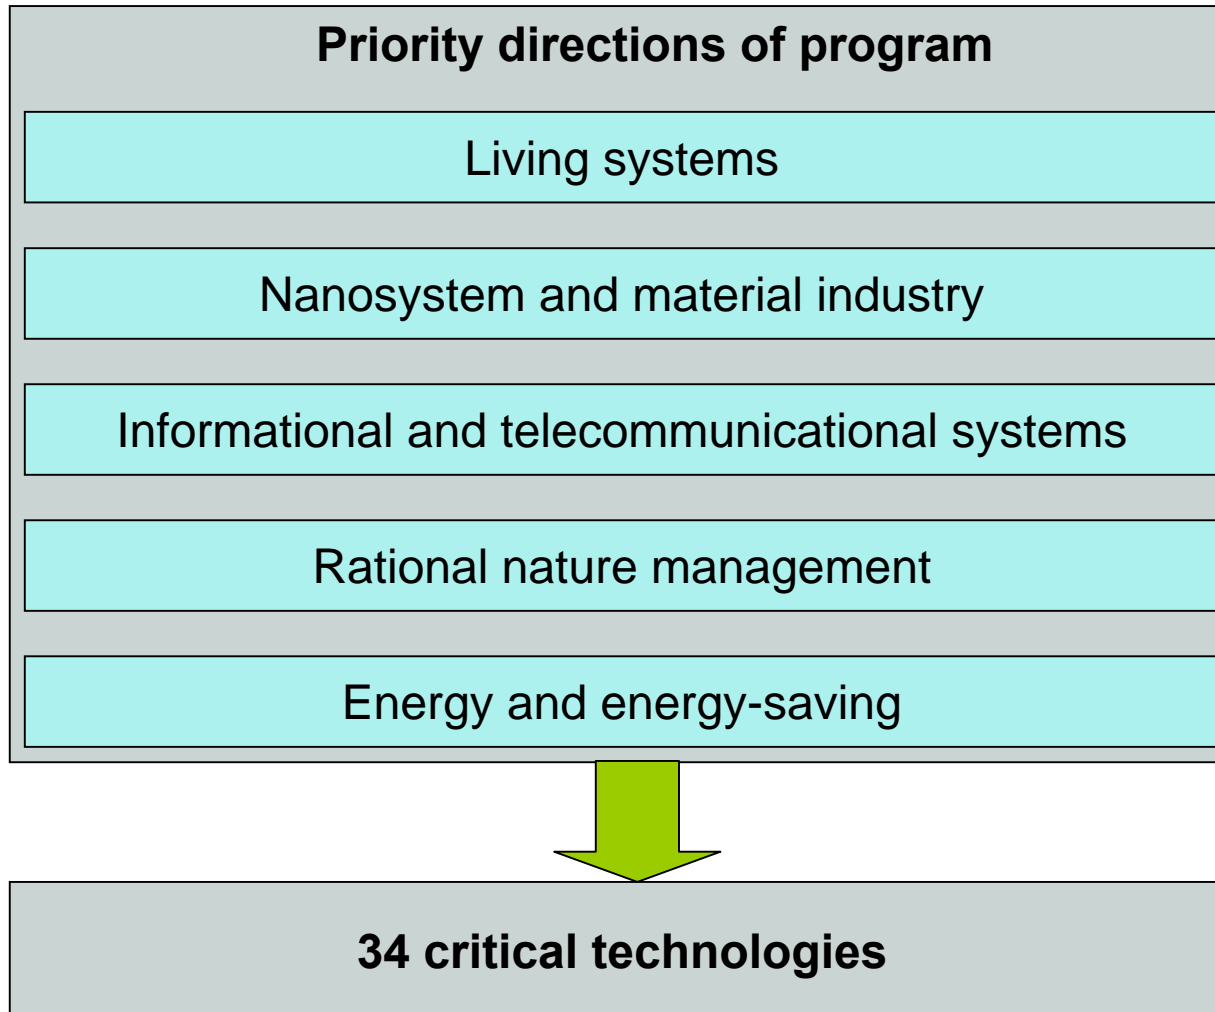 Priority directions of program
Living systems
Nanosystem and material industry
Informational and telecommunicational systems
Rational nature management
Energy and energy-saving
34 critical technologies